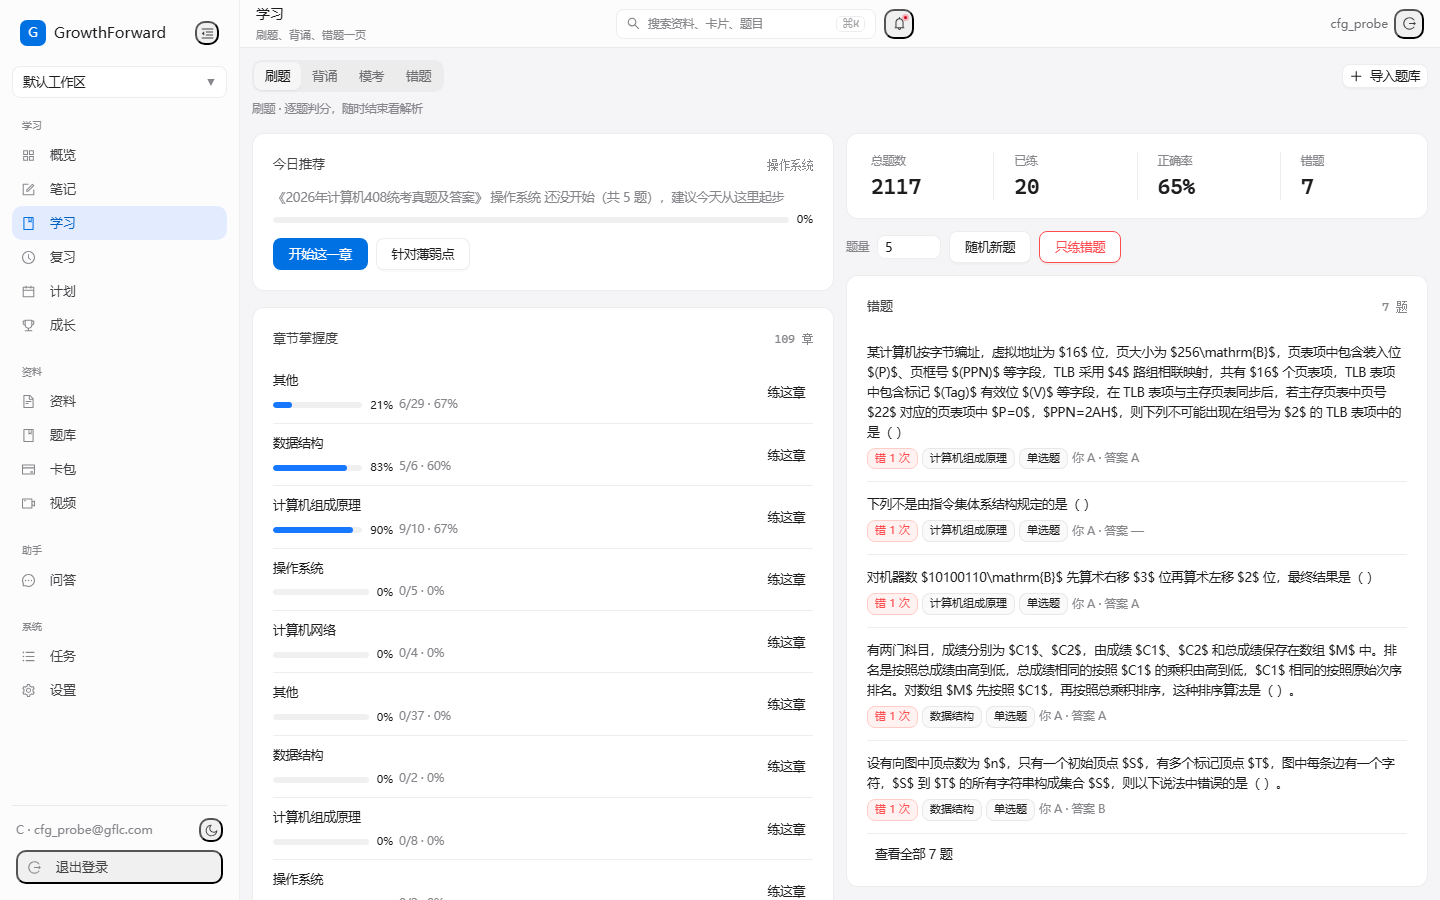 G GrowthForward
默认工作区 ▼
学习
概览
笔记
学习
复习
计划
成长
资料
资料
题库
卡包
视频
助手
问答
系统
任务
设置
C · cfg_probe@gflc.com
退出登录
学习
刷题、背诵、错题一页
搜索资料、卡片、题目 ⌘K
cfg_probe
刷题 背诵 模考 错题
+ 导入题库
刷题 · 逐题判分，随时结束看解析
今日推荐 操作系统
《2026年计算机408统考真题及答案》 操作系统 还没开始（共 5 题），建议今天从这里起步
0%
开始这一章 针对薄弱点
章节掌握度 109 章
其他
21% 6/29 · 67% 练这章
数据结构
83% 5/6 · 60% 练这章
计算机组成原理
90% 9/10 · 67% 练这章
操作系统
0% 0/5 · 0% 练这章
计算机网络
0% 0/4 · 0% 练这章
其他
0% 0/37 · 0% 练这章
数据结构
0% 0/2 · 0% 练这章
计算机组成原理
0% 0/8 · 0% 练这章
操作系统
练这章
总题数 已练 正确率 错题
2117 20 65% 7
题量 5 随机新题 只练错题
错题 7 题
某计算机按字节编址，虚拟地址为 $16$ 位，页大小为 $256\mathrm{B}$，页表项中包含装入位
$(P)$、页框号 $(PPN)$ 等字段，TLB 采用 $4$ 路组相联映射，共有 $16$ 个页表项，TLB 表项
中包含标记 $(Tag)$ 有效位 $(V)$ 等字段，在 TLB 表项与主存页表同步后，若主存页表中页号
$22$ 对应的页表项中 $P=0$，$PPN=2AH$，则下列不可能出现在组号为 $2$ 的 TLB 表项中的
是（ ）
错 1 次 计算机组成原理 单选题 你 A · 答案 A
下列不是由指令集体系结构规定的是（ ）
错 1 次 计算机组成原理 单选题 你 A · 答案 —
对机器数 $10100110\mathrm{B}$ 先算术右移 $3$ 位再算术左移 $2$ 位，最终结果是（ ）
错 1 次 计算机组成原理 单选题 你 A · 答案 A
有两门科目，成绩分别为 $C1$、$C2$，由成绩 $C1$、$C2$ 和总成绩保存在数组 $M$ 中。排
名是按照总成绩由高到低，总成绩相同的按照 $C1$ 的乘积由高到低，$C1$ 相同的按照原始次序
排名。对数组 $M$ 先按照 $C1$，再按照总乘积排序，这种排序算法是（ ）。
错 1 次 数据结构 单选题 你 A · 答案 A
设有向图中顶点数为 $n$，只有一个初始顶点 $S$，有多个标记顶点 $T$，图中每条边有一个字
符，$S$ 到 $T$ 的所有字符串构成集合 $S$，则以下说法中错误的是（ ）。
错 1 次 数据结构 单选题 你 A · 答案 B
查看全部 7 题